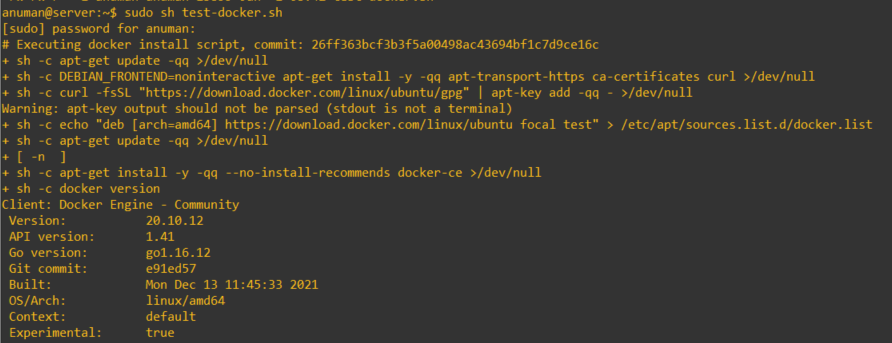 anuman@server:~$ sudo sh test-docker.sh
[sudo] password for anuman:
# Executing docker install script, commit: 26ff363bcf3b3f5a00498ac43694bf1c7d9ce16c
+ sh -c apt-get update -qq >/dev/null
+ sh -c DEBIAN_FRONTEND=noninteractive apt-get install -y -qq apt-transport-https ca-certificates curl >/dev/null
+ sh -c curl -fsSL "https://download.docker.com/linux/ubuntu/gpg" | apt-key add -qq - >/dev/null
Warning: apt-key output should not be parsed (stdout is not a terminal)
+ sh -c echo "deb [arch=amd64] https://download.docker.com/linux/ubuntu focal test" > /etc/apt/sources.list.d/docker.list
+ sh -c apt-get update -qq >/dev/null
+ [ -n  ]
+ sh -c apt-get install -y -qq --no-install-recommends docker-ce >/dev/null
+ sh -c docker version
Client: Docker Engine - Community
 Version:           20.10.12
 API version:       1.41
 Go version:        go1.16.12
 Git commit:        e91ed57
 Built:             Mon Dec 13 11:45:33 2021
 OS/Arch:           linux/amd64
 Context:           default
 Experimental:      true